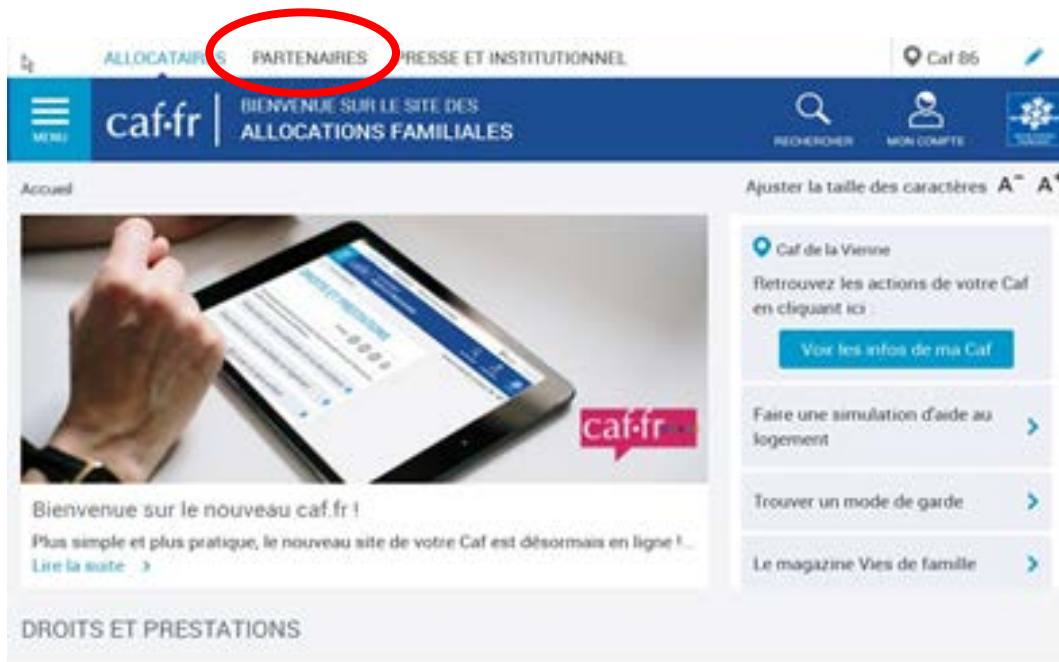 ALLOCATAIRES PARTENAIRES PRESSE ET INSTITUTIONNEL Caf 86
MENU caf.fr BIENVENUE SUR LE SITE DES
ALLOCATIONS FAMILIALES
RECHERCHER MON COMPTE
Accueil Ajuster la taille des caractères A- A+
DROITS ET PRESTATIONS
caf.fr
Bienvenue sur le nouveau caf.fr !
Plus simple et plus pratique, le nouveau site de votre Caf est désormais en ligne !...
Lire la suite >
Caf de la Vienne
Retrouvez les actions de votre Caf
en cliquant ici :
Voir les infos de ma Caf
Faire une simulation d'aide au
logement
Trouver un mode de garde
Le magazine Vies de famille
DROITS ET PRESTATIONS